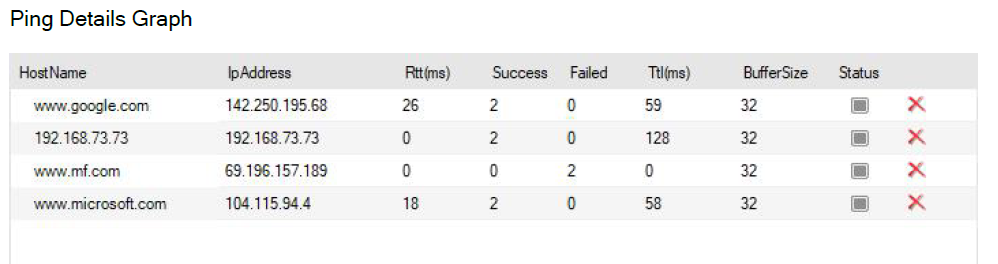 Ping Details Graph
HostName IpAddress Rtt(ms) Success Failed Ttl(ms) BufferSize Status
www.google.com 142.250.195.68 26 2 0 59 32
192.168.73.73 192.168.73.73 0 2 0 128 32
www.mf.com 69.196.157.189 0 0 2 0 32
www.microsoft.com 104.115.94.4 18 2 0 58 32